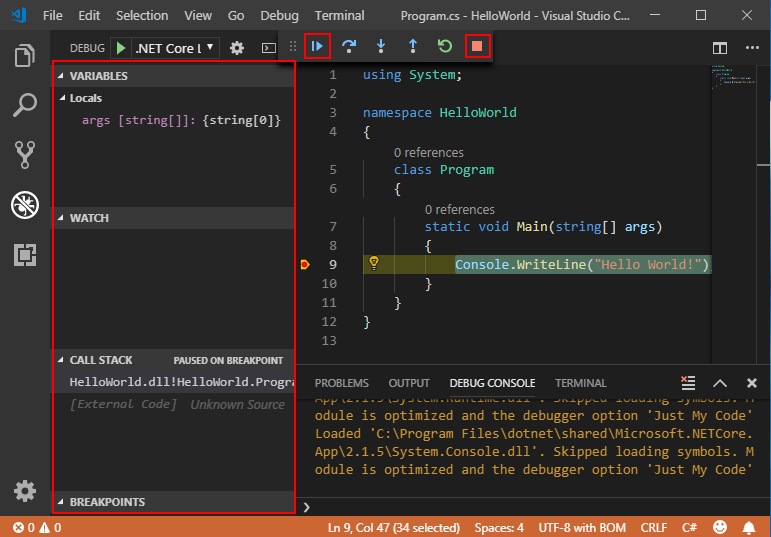 File Edit Selection View Go Debug Terminal Program.cs - HelloWorld - Visual Studio C...
DEBUG .NET Core L
VARIABLES
Locals
args [string[]]: {string[0]}
WATCH
CALL STACK PAUSED ON BREAKPOINT
HelloWorld.dll!HelloWorld.Progra
[External Code] Unknown Source
BREAKPOINTS
1 using System;
2
3 namespace HelloWorld
4 {
0 references
5 class Program
6 {
0 references
7 static void Main(string[] args)
8 {
9 Console.WriteLine("Hello World!")
10 }
11 }
12 }
13
PROBLEMS OUTPUT DEBUG CONSOLE TERMINAL
App\2.1.5\System.Runtime.dll'. Skipped loading symbols. M
odule is optimized and the debugger option 'Just My Code'
Loaded 'C:\Program Files\dotnet\shared\Microsoft.NETCore.
App\2.1.5\System.Console.dll'. Skipped loading symbols. M
odule is optimized and the debugger option 'Just My Code'
0 0 Ln 9, Col 47 (34 selected) Spaces: 4 UTF-8 with BOM CRLF C#